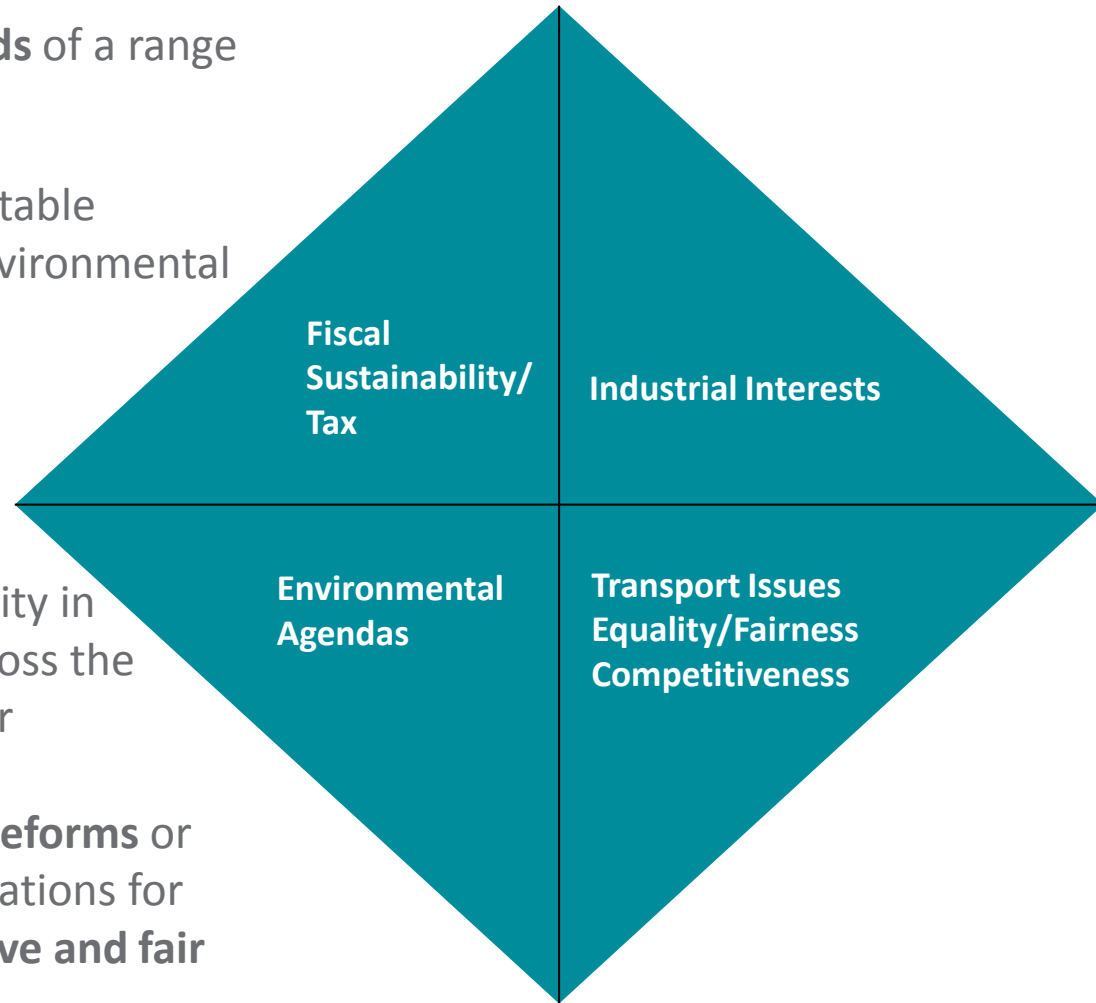 ds of a range
table
vironmental
ity in
oss the
r
eforms or
ations for
ve and fair
Fiscal
Sustainability/
Tax
Industrial Interests
Environmental
Agendas
Transport Issues
Equality/Fairness
Competitiveness